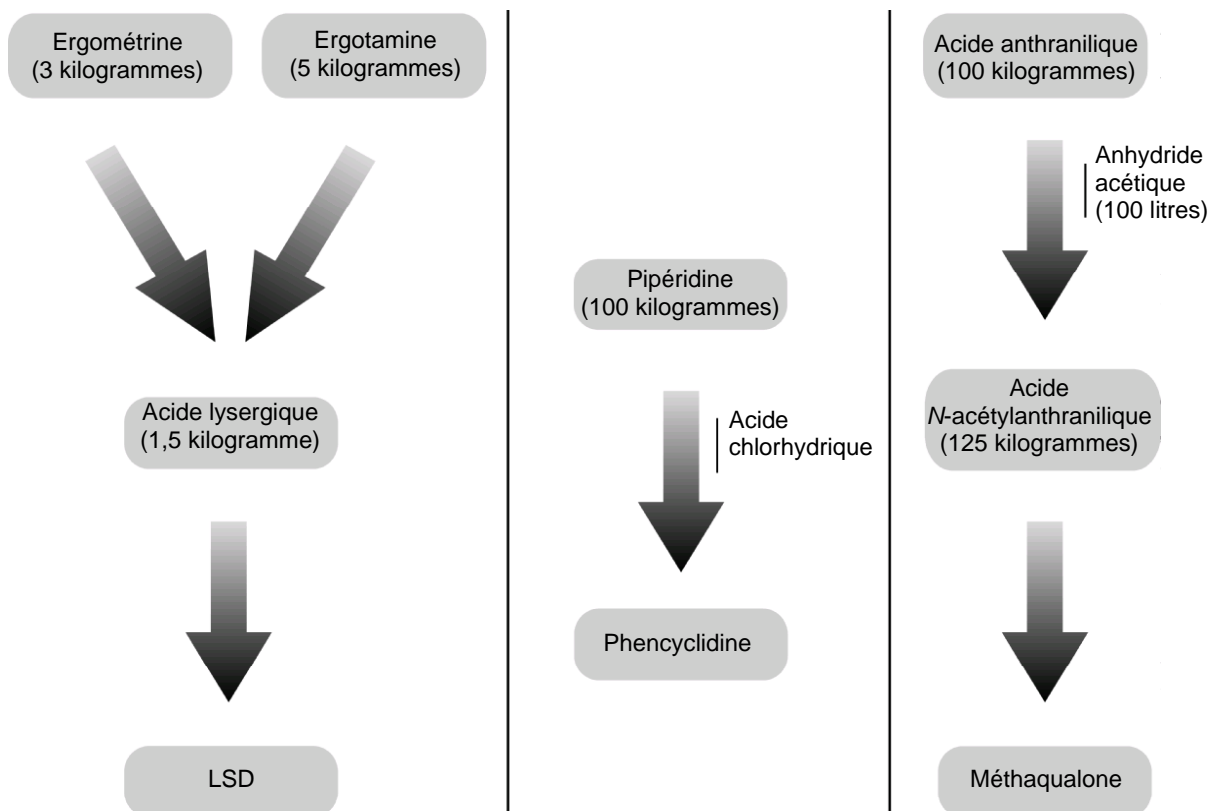 Ergométrine
(3 kilogrammes)
Ergotamine
(5 kilogrammes)
Acide lysergique
(1,5 kilogramme)
LSD
Pipéridine
(100 kilogrammes)
Acide
chlorhydrique
Phencyclidine
Acide anthranilique
(100 kilogrammes)
Anhydride
acétique
(100 litres)
Acide
N-acétylanthranilique
(125 kilogrammes)
Méthaqualone